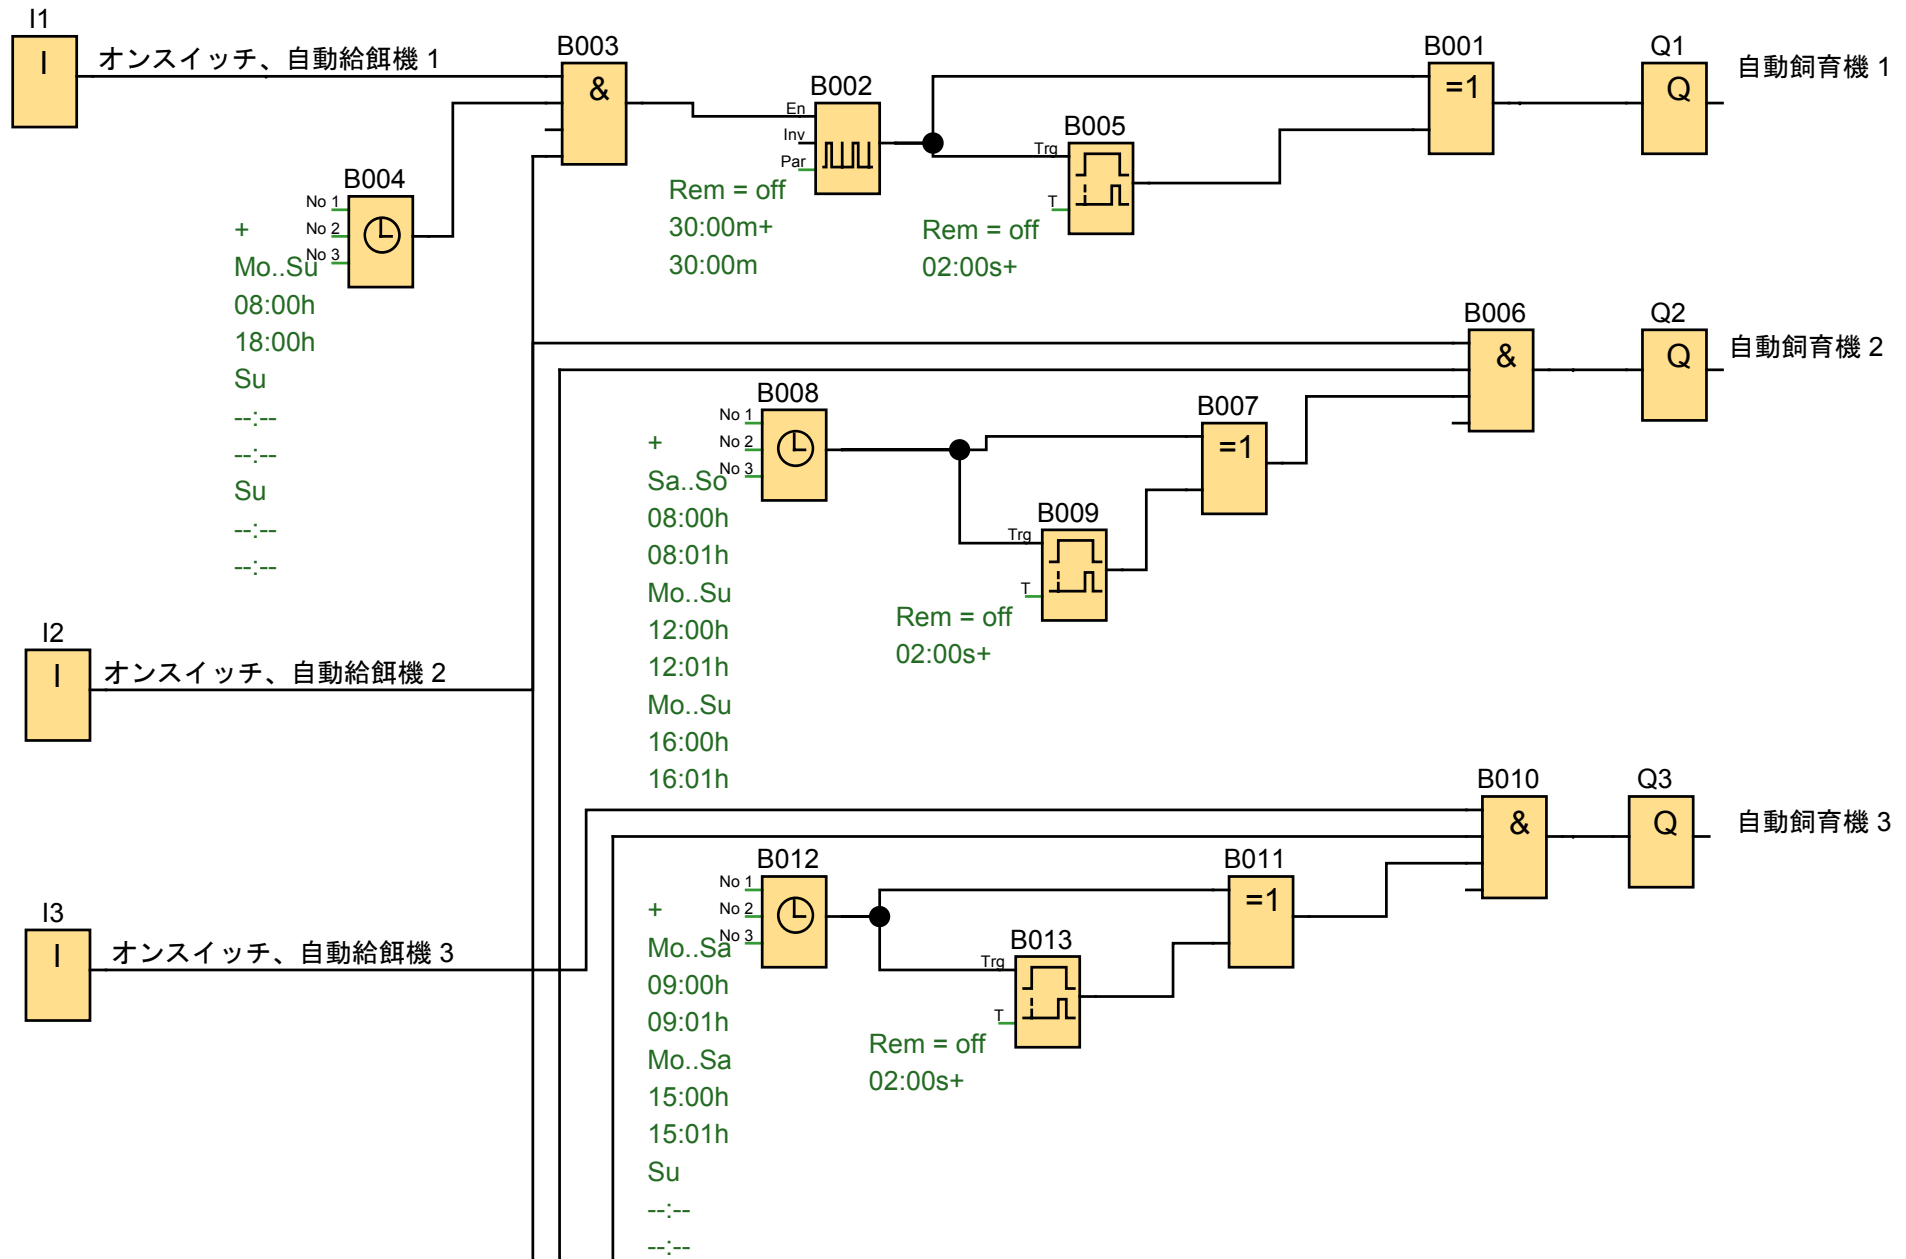 I1
I
オンスイッチ、自動給餌機 1
B003
&
B002
En
Inv
Par
Rem = off
30:00m+
30:00m
B005
Trg
T
Rem = off
02:00s+
B001
=1
Q1
Q
自動飼育機 1
B004
No 1
No 2
No 3
+
Mo..Su
08:00h
18:00h
Su
--:--
--:--
Su
--:--
--:--
B006
&
Q2
Q
自動飼育機 2
B008
No 1
No 2
No 3
+
Sa..So
08:00h
08:01h
Mo..Su
12:00h
12:01h
Mo..Su
16:00h
16:01h
B007
=1
B009
Trg
T
Rem = off
02:00s+
I2
I
オンスイッチ、自動給餌機 2
B010
&
Q3
Q
自動飼育機 3
B012
No 1
No 2
No 3
+
Mo..Sa
09:00h
09:01h
Mo..Sa
15:00h
15:01h
Su
--:--
--:--
B011
=1
B013
Trg
T
Rem = off
02:00s+
I3
I
オンスイッチ、自動給餌機 3